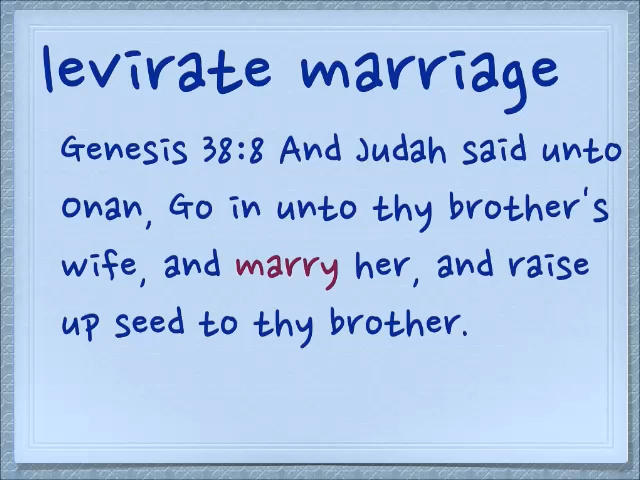 levirate marriage
Genesis 38:8 And Judah said unto
Onan, Go in unto thy brother's
wife, and marry her, and raise
up seed to thy brother.